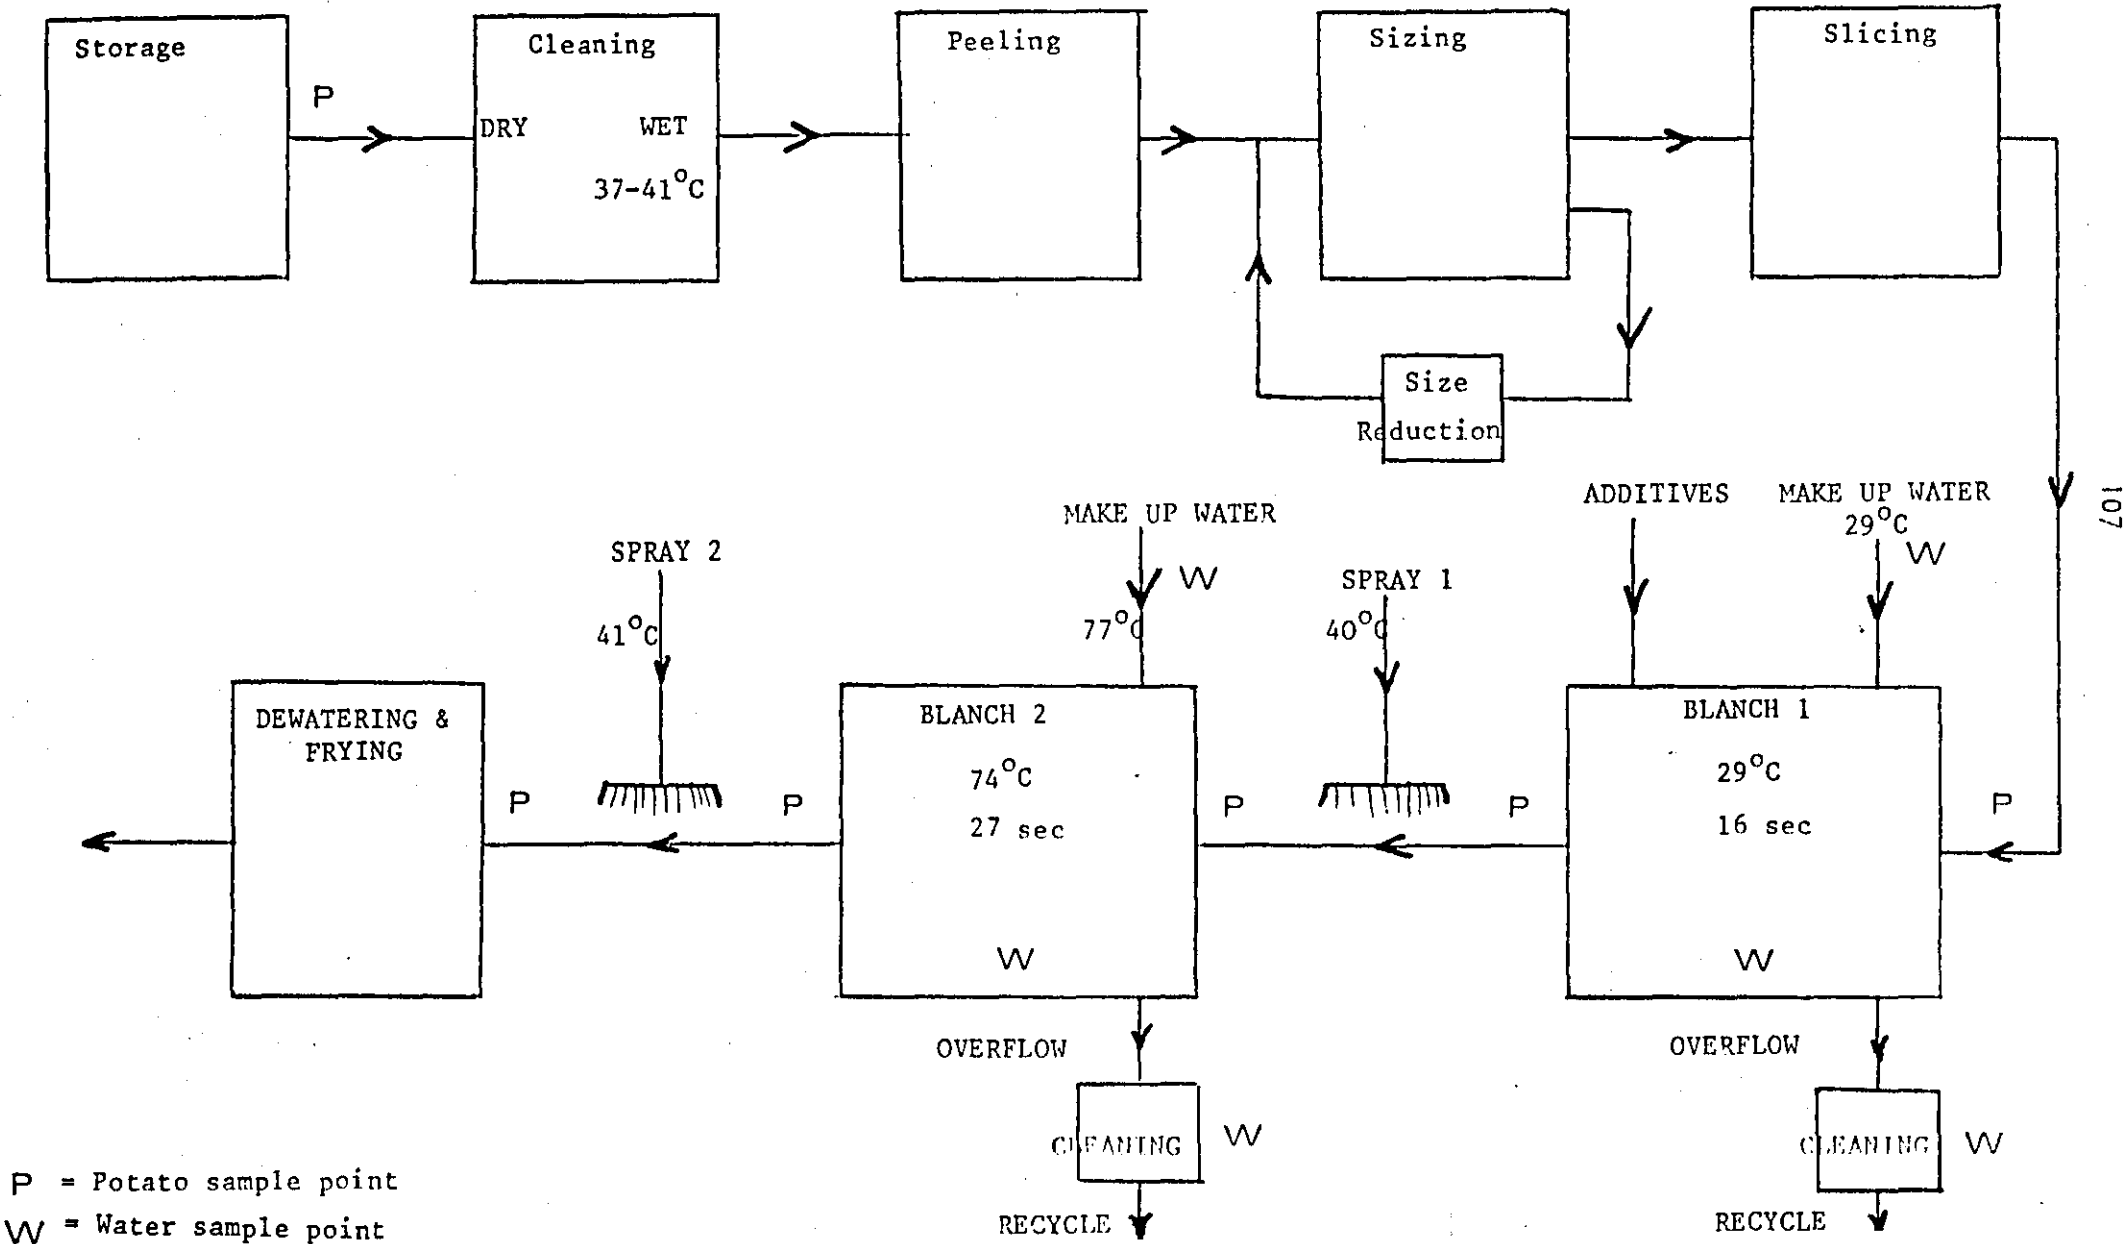 Storage
Cleaning
Peeling
Sizing
Slicing
P
DRY
WET
37-41°C
Size
Reduction
107
ADDITIVES
MAKE UP WATER
29°C
W
MAKE UP WATER
W
77°C
SPRAY 2
41°C
SPRAY 1
40°C
DEWATERING &
FRYING
P
P
BLANCH 2
74°C
27 sec
W
P
P
BLANCH 1
29°C
16 sec
W
P
OVERFLOW
OVERFLOW
CLEANING
W
CLEANING
W
RECYCLE
RECYCLE
P = Potato sample point
W = Water sample point